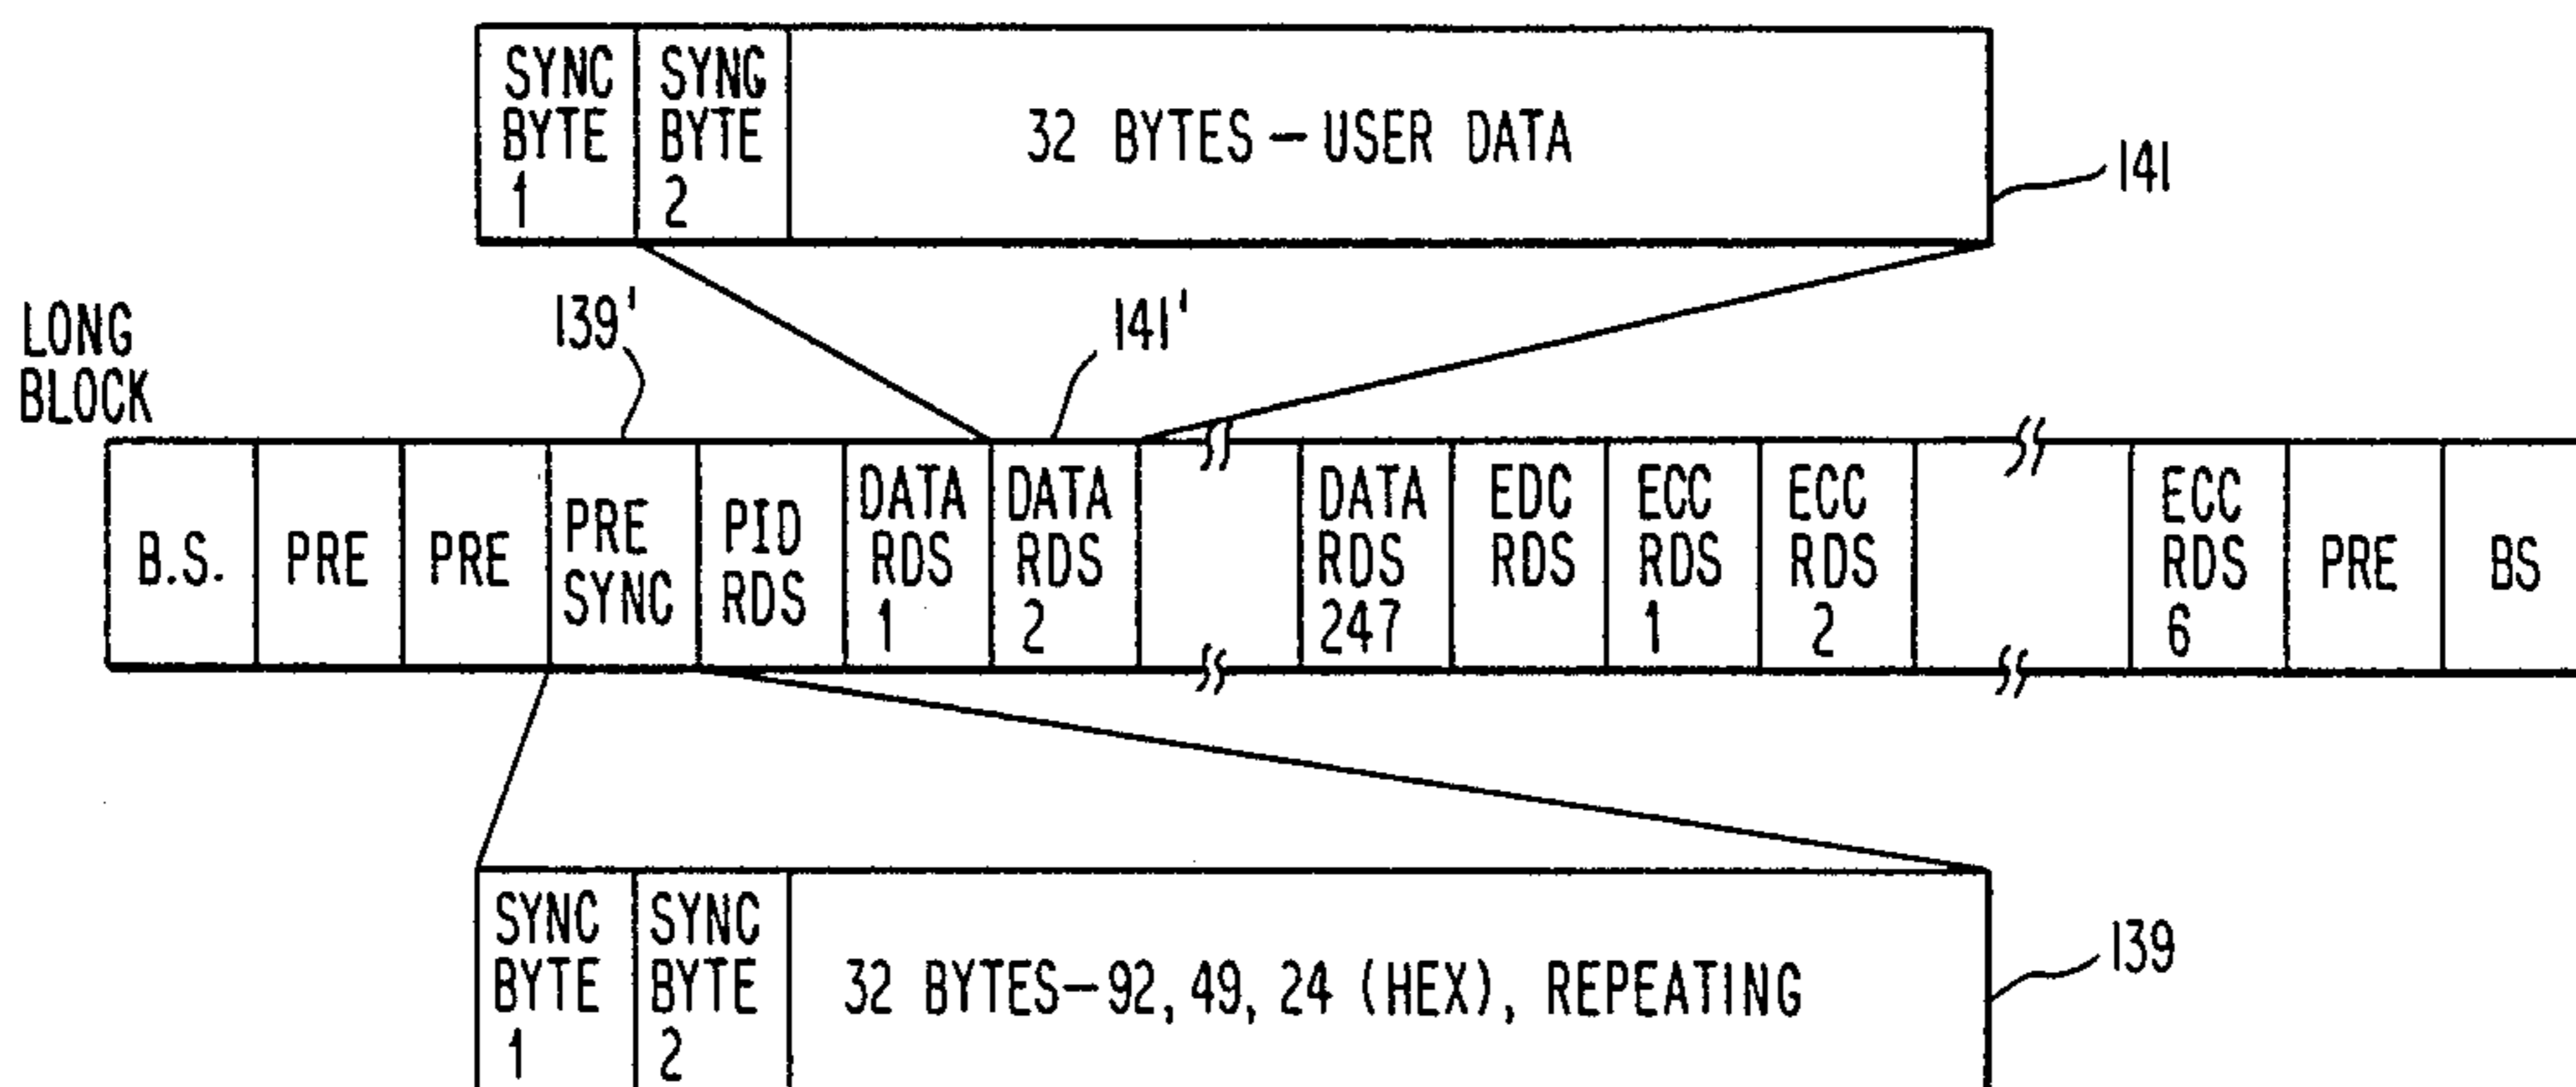 SYNC BYTE 1
SYNG BYTE 2
32 BYTES – USER DATA
141
LONG BLOCK
139'
141'
B.S.
PRE
PRE
PRE SYNC
PID RDS
DATA RDS 1
DATA RDS 2
DATA RDS 247
EDC RDS
ECC RDS 1
ECC RDS 2
ECC RDS 6
PRE
BS
SYNC BYTE 1
SYNC BYTE 2
32 BYTES–92, 49, 24 (HEX), REPEATING
139